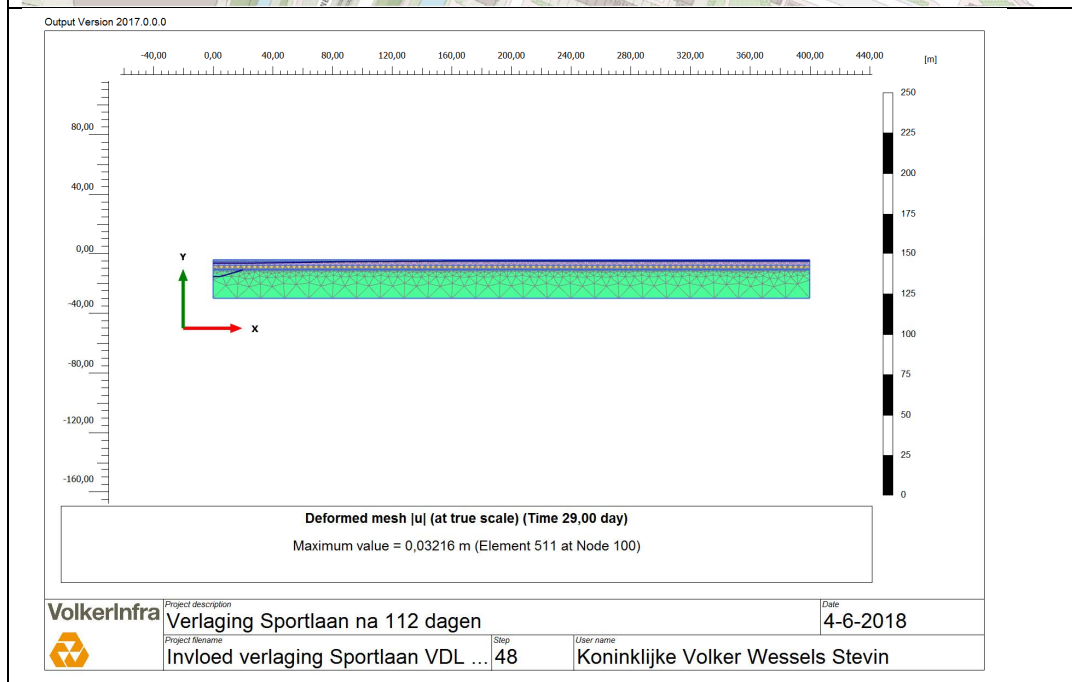 Output Version 2017.0.0.0
-40,00 0,00 40,00 80,00 120,00 160,00 200,00 240,00 280,00 320,00 360,00 400,00 440,00 [m]
250
225
200
175
150
125
100
75
50
25
0
80,00
40,00
0,00
-40,00
-80,00
-120,00
-160,00
Y
X
Deformed mesh |u| (at true scale) (Time 29,00 day)
Maximum value = 0,03216 m (Element 511 at Node 100)
VolkerInfra
Project description
Verlaging Sportlaan na 112 dagen
Date
4-6-2018
Project filename
Invloed verlaging Sportlaan VDL ...
Step
48
User name
Koninklijke Volker Wessels Stevin